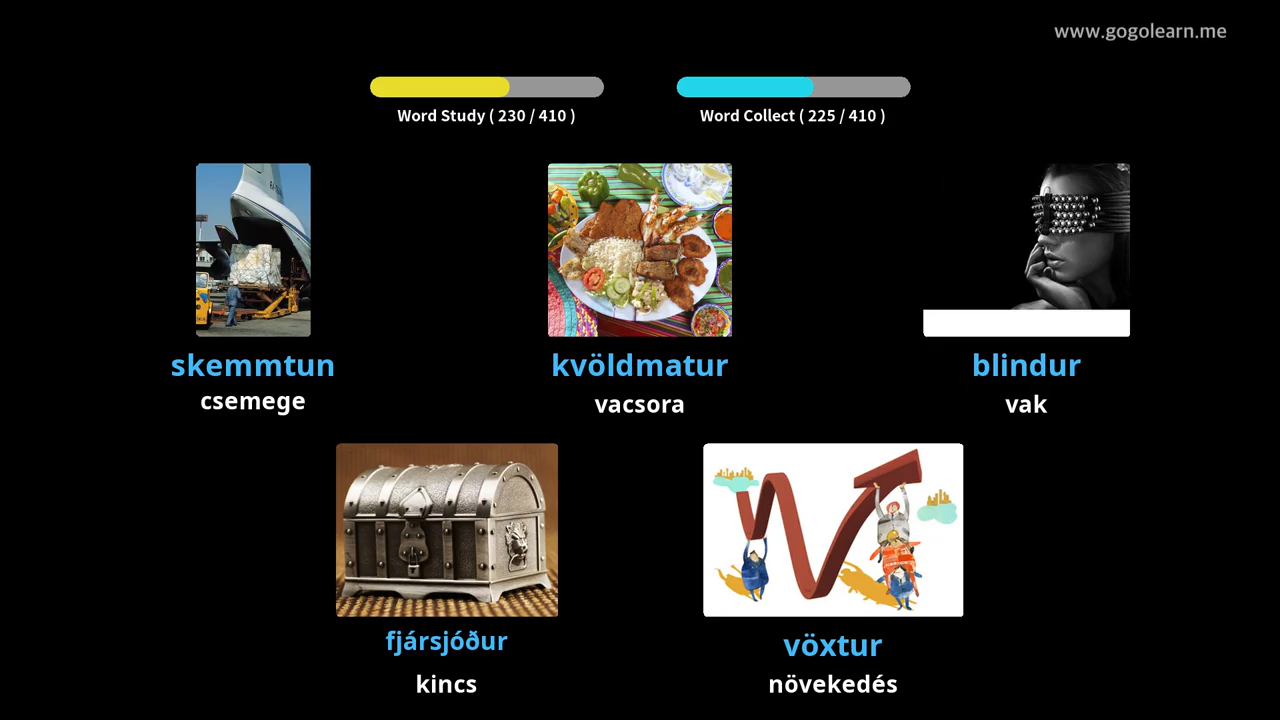 www.gogolearn.me
Word Study ( 230 / 410 )
Word Collect ( 225 / 410 )
skemmtun
csemege
kvöldmatur
vacsora
blindur
vak
fjársjóður
kincs
vöxtur
növekedés